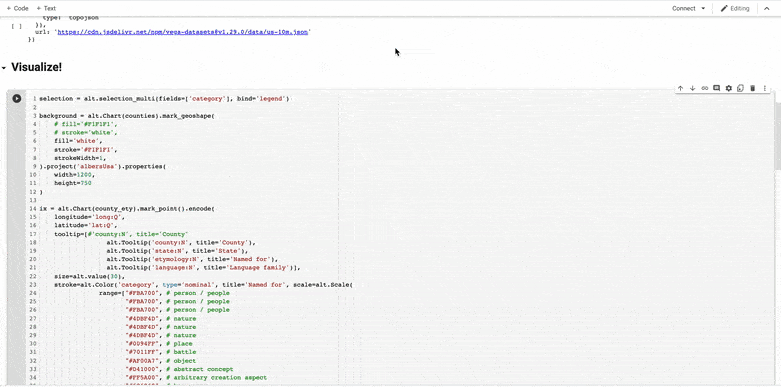 + Code + Text Connect Editing
type: 'topojson'
[ ] }),
url: 'https://cdn.jsdelivr.net/npm/vega-datasets@v1.29.0/data/us-10m.json'
})
Visualize!
1 selection = alt.selection_multi(fields=['category'], bind='legend')
2
3 background = alt.Chart(counties).mark_geoshape(
4 # fill='#F1F1F1',
5 # stroke='white',
6 fill='white',
7 stroke='#F1F1F1',
8 strokeWidth=1,
9 ).project('albersUsa').properties(
10 width=1200,
11 height=750
12 )
13
14 ix = alt.Chart(county_ety).mark_point().encode(
15 longitude='long:Q',
16 latitude='lat:Q',
17 tooltip=[#'county:N', title='County'
18 alt.Tooltip('county:N', title='County'),
19 alt.Tooltip('state:N', title='State'),
20 alt.Tooltip('etymology:N', title='Named for'),
21 alt.Tooltip('language:N', title='Language family')],
22 size=alt.value(30),
23 stroke=alt.Color('category', type='nominal', title='Named for', scale=alt.Scale(
24 range=["#FBA700", # person / people
25 "#FBA700", # person / people
26 "#FBA700", # person / people
27 "#4DBF4D", # nature
28 "#4DBF4D", # nature
29 "#4DBF4D", # nature
30 "#0094FF", # place
31 "#7011FF", # battle
32 "#AF00A7", # object
33 "#D41000", # abstract concept
34 "#FF5A00", # arbitrary creation aspect